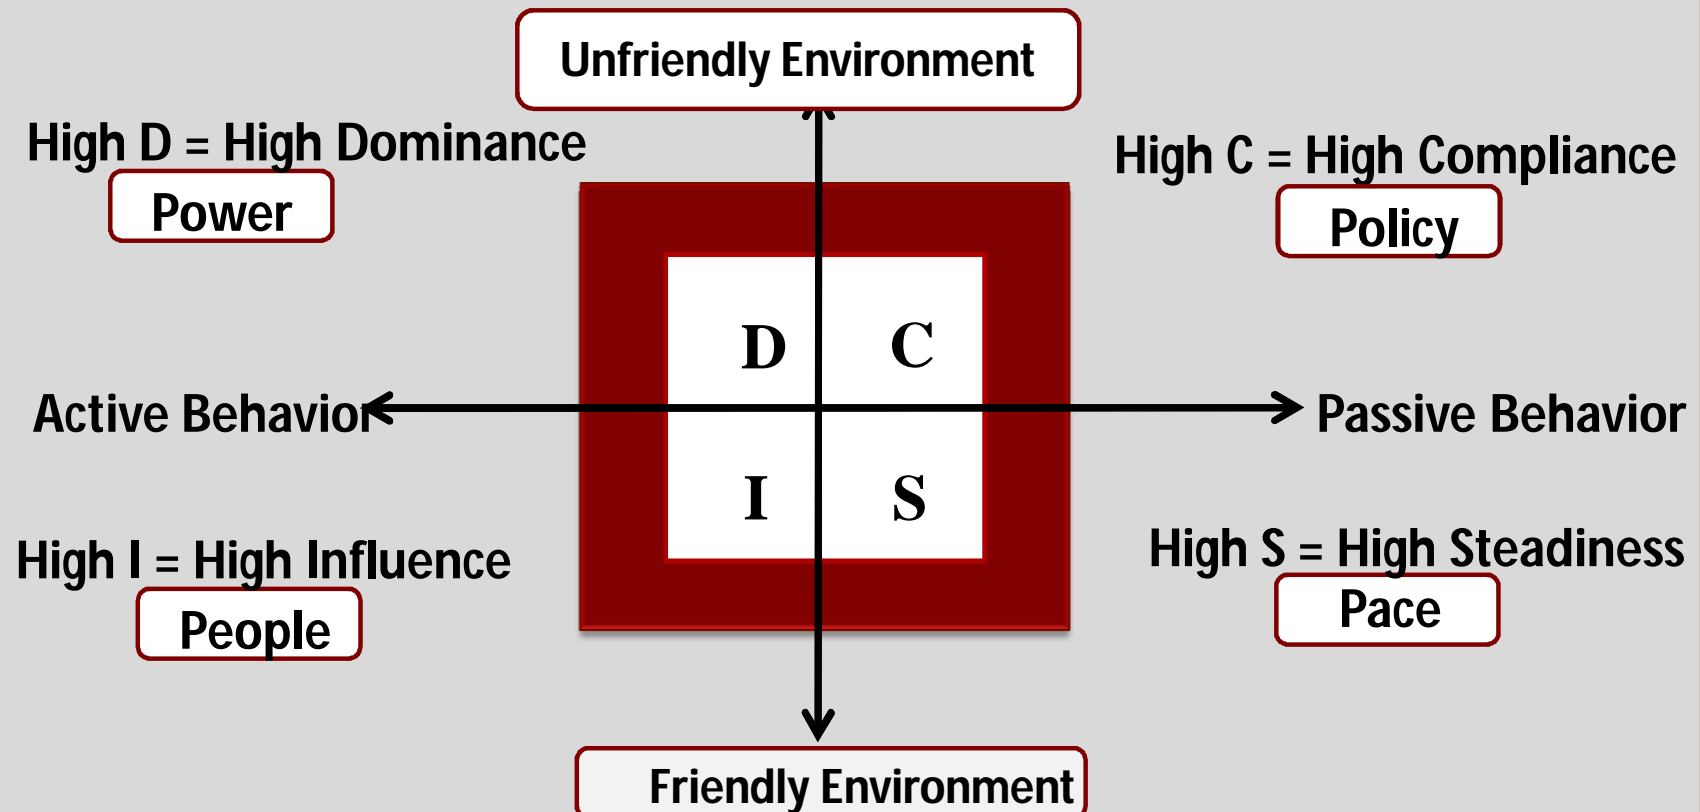 Unfriendly Environment
High D = High Dominance
Power
High C = High Compliance
Policy
D C
Active Behavior
Passive Behavior
I S
High I = High Influence
People
High S = High Steadiness
Pace
Friendly Environment